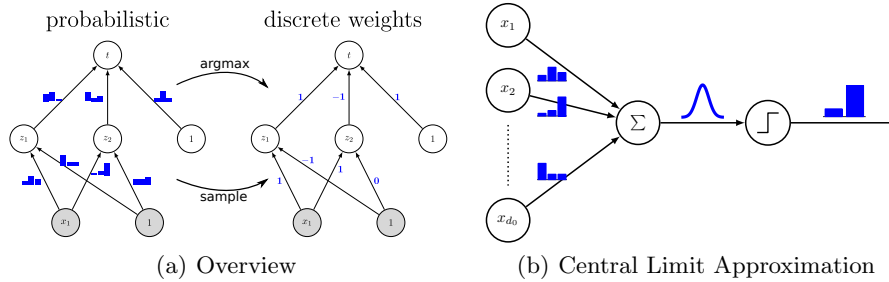 probabilistic
discrete weights
t
argmax
t
1
-1
1
z1
z2
1
z1
z2
1
-1
1
1
0
sample
x1
1
x1
1
(a) Overview
x1
x2
Σ
xd0
(b) Central Limit Approximation